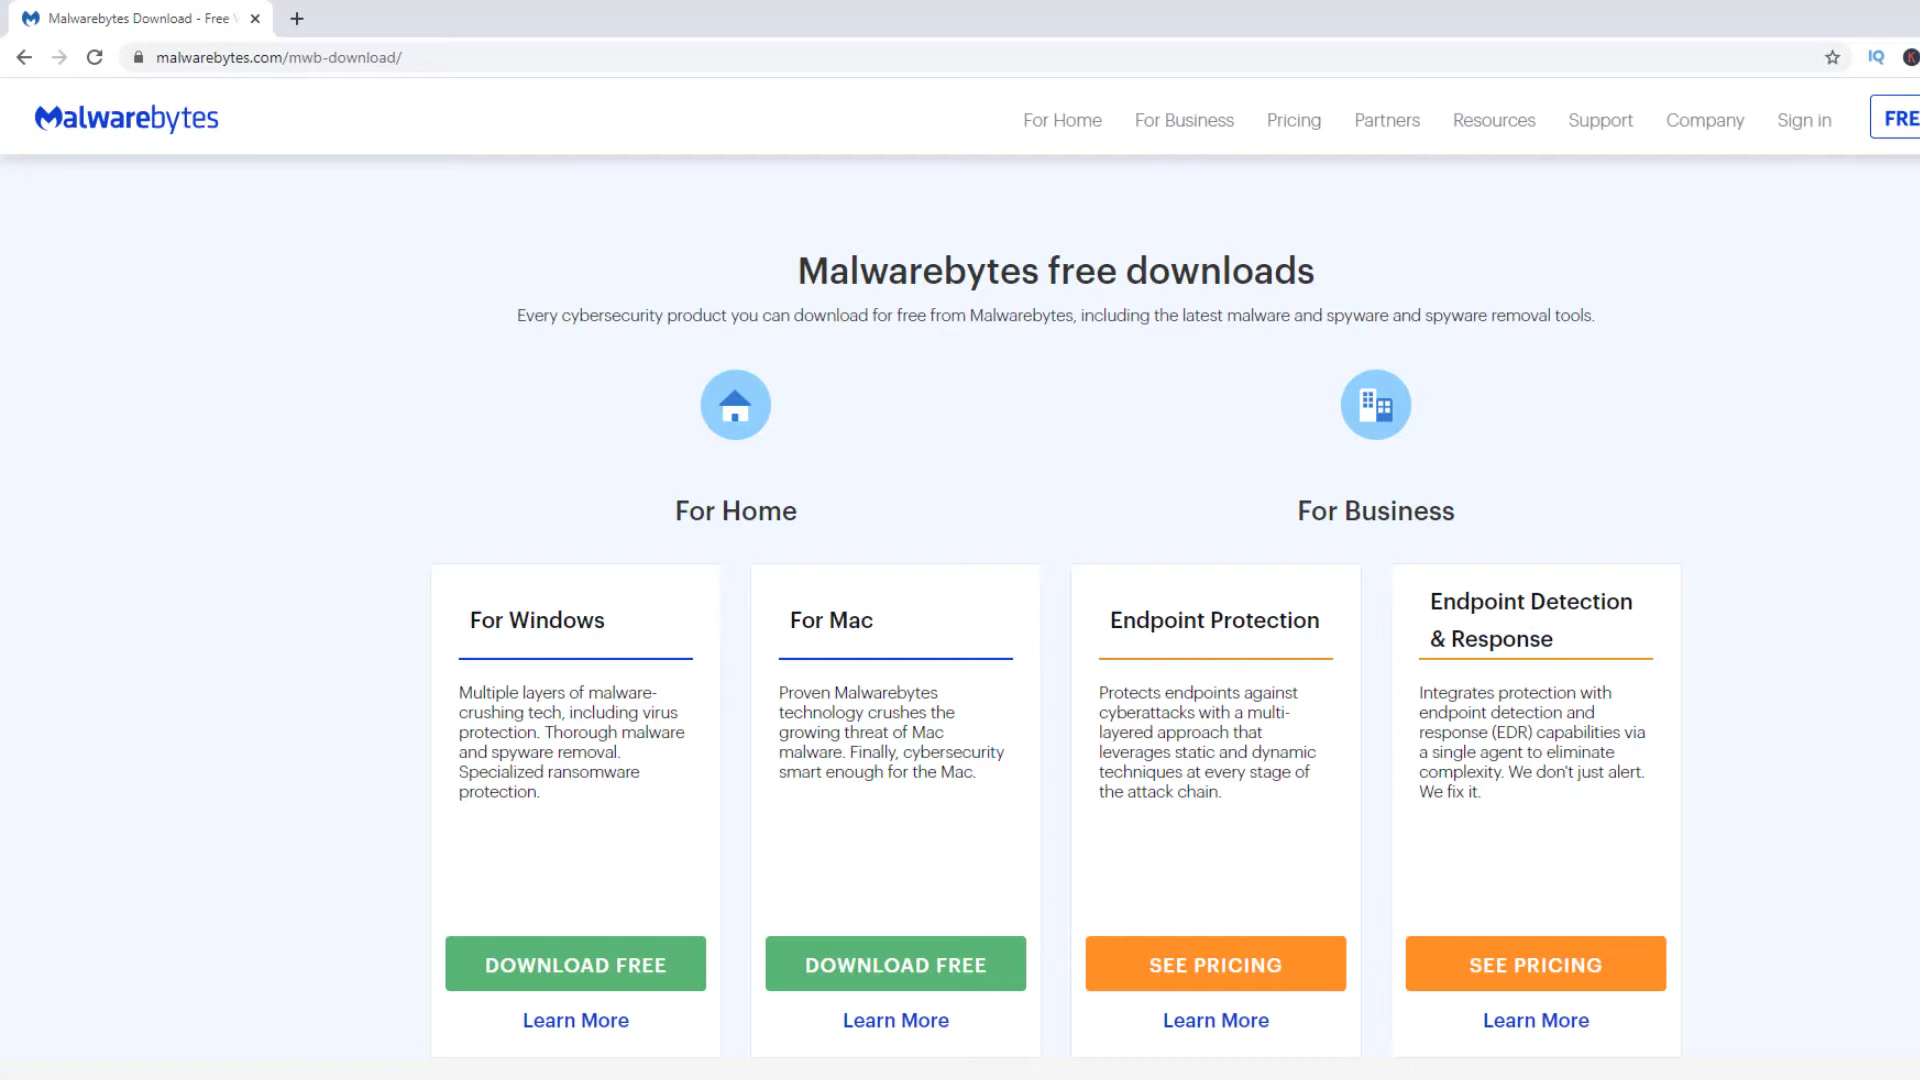 Malwarebytes Download - Free
malwarebytes.com/mwb-download/
IQ
K
Malwarebytes
For Home
For Business
Pricing
Partners
Resources
Support
Company
Sign in
FRE
Malwarebytes free downloads
Every cybersecurity product you can download for free from Malwarebytes, including the latest malware and spyware and spyware removal tools.
For Home
For Business
For Windows
Multiple layers of malware-
crushing tech, including virus
protection. Thorough malware
and spyware removal.
Specialized ransomware
protection.
DOWNLOAD FREE
Learn More
For Mac
Proven Malwarebytes
technology crushes the
growing threat of Mac
malware. Finally, cybersecurity
smart enough for the Mac.
DOWNLOAD FREE
Learn More
Endpoint Protection
Protects endpoints against
cyberattacks with a multi-
layered approach that
leverages static and dynamic
techniques at every stage of
the attack chain.
SEE PRICING
Learn More
Endpoint Detection
& Response
Integrates protection with
endpoint detection and
response (EDR) capabilities via
a single agent to eliminate
complexity. We don't just alert.
We fix it.
SEE PRICING
Learn More